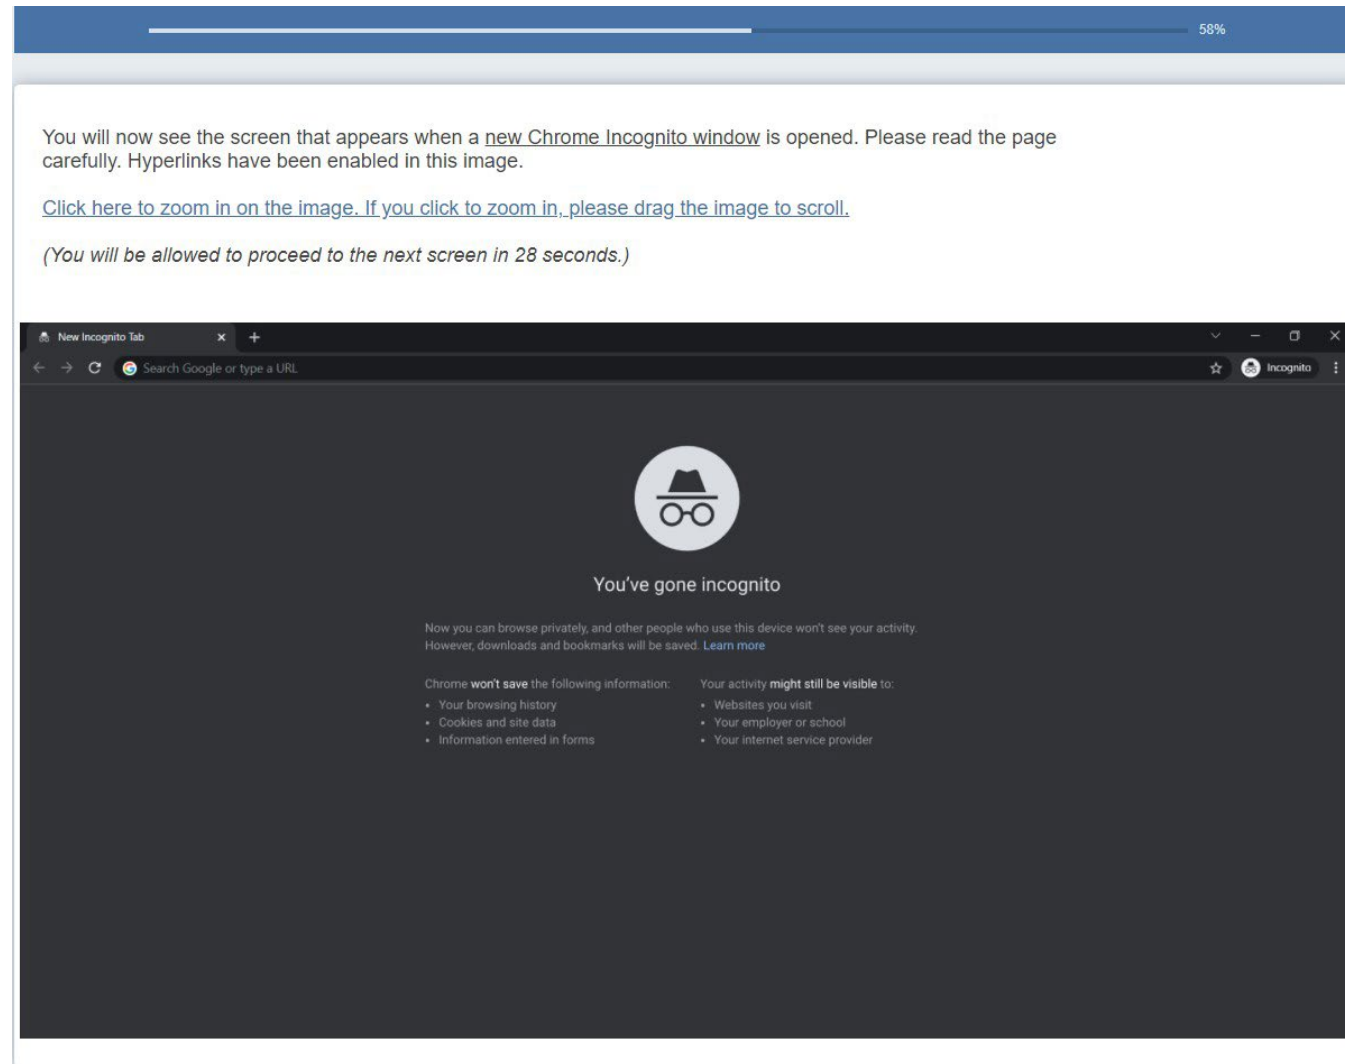 58%
You will now see the screen that appears when a new Chrome Incognito window is opened. Please read the page
carefully. Hyperlinks have been enabled in this image.
Click here to zoom in on the image. If you click to zoom in, please drag the image to scroll.
(You will be allowed to proceed to the next screen in 28 seconds.)
New Incognito Tab
Search Google or type a URL
Incognito
You've gone incognito
Now you can browse privately, and other people who use this device won't see your activity.
However, downloads and bookmarks will be saved. Learn more
Chrome won't save the following information:
• Your browsing history
• Cookies and site data
• Information entered in forms
Your activity might still be visible to:
• Websites you visit
• Your employer or school
• Your internet service provider